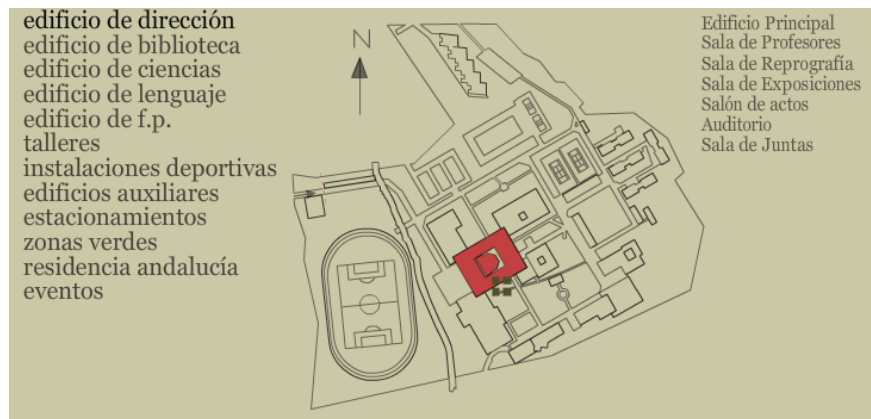 edificio de dirección
edificio de biblioteca
edificio de ciencias
edificio de lenguaje
edificio de f.p.
talleres
instalaciones deportivas
edificios auxiliares
estacionamientos
zonas verdes
residencia andalucía
eventos
N
Edificio Principal
Sala de Profesores
Sala de Reprografía
Sala de Exposiciones
Salón de actos
Auditorio
Sala de Juntas